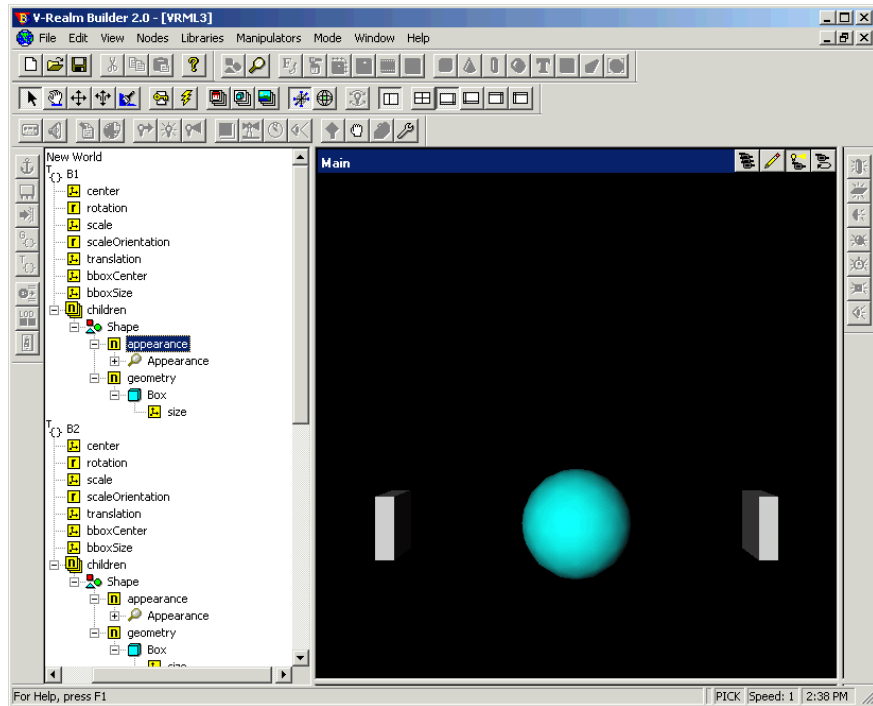 V-Realm Builder 2.0 - [VRML3]
File Edit View Nodes Libraries Manipulators Mode Window Help
New World
B1
center
rotation
scale
scaleOrientation
translation
bboxCenter
bboxSize
children
Shape
appearance
Appearance
geometry
Box
size
B2
center
rotation
scale
scaleOrientation
translation
bboxCenter
bboxSize
children
Shape
appearance
Appearance
geometry
Box
size
Main
For Help, press F1
PICK Speed: 1 2:38 PM